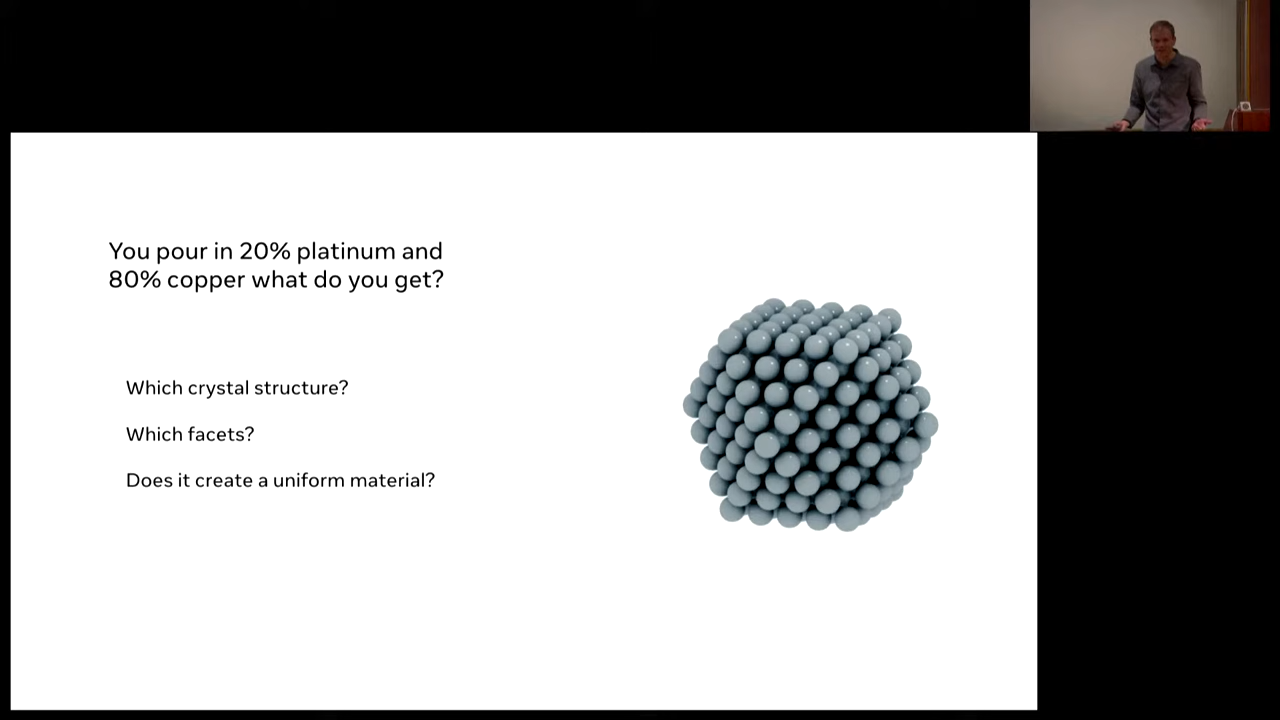 You pour in 20% platinum and
80% copper what do you get?
Which crystal structure?
Which facets?
Does it create a uniform material?